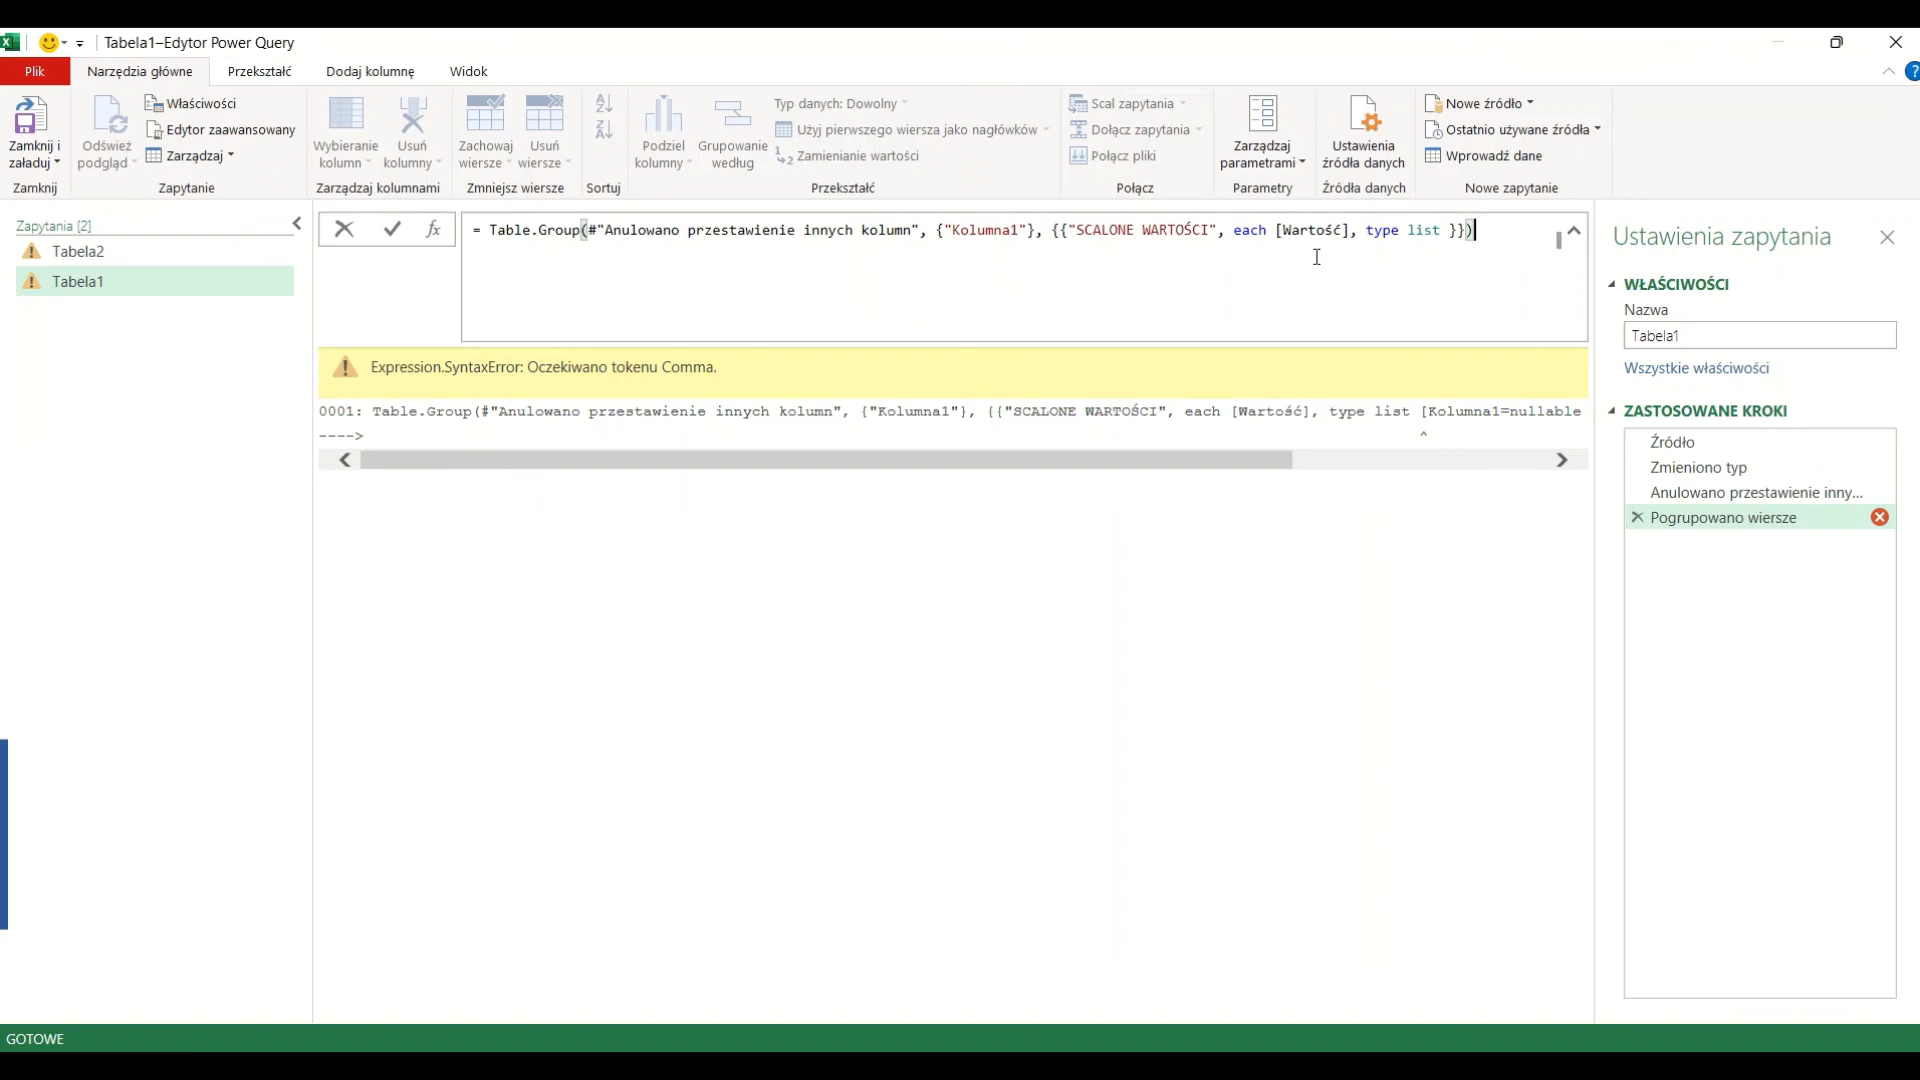 Tabela1–Edytor Power Query
Plik
Narzędzia główne
Przekształć
Dodaj kolumnę
Widok
?
Zamknij i
załaduj
Zamknij
Odśwież
podgląd
Właściwości
Edytor zaawansowany
Zarządzaj
Zapytanie
Wybieranie
kolumn
Usuń
kolumny
Zarządzaj kolumnami
Zachowaj
wiersze
Usuń
wiersze
Zmniejsz wiersze
Sortuj
Podziel
kolumny
Grupowanie
według
Typ danych: Dowolny
Użyj pierwszego wiersza jako nagłówków
Zamienianie wartości
Przekształć
Scal zapytania
Dołącz zapytania
Połącz pliki
Połącz
Zarządzaj
parametrami
Parametry
Ustawienia
źródła danych
Źródła danych
Nowe źródło
Ostatnio używane źródła
Wprowadź dane
Nowe zapytanie
Zapytania [2]
Tabela2
Tabela1
fx
= Table.Group(#"Anulowano przestawienie innych kolumn", {"Kolumna1"}, {{"SCALONE WARTOŚCI", each [Wartość], type list }})
Expression.SyntaxError: Oczekiwano tokenu Comma.
0001: Table.Group(#"Anulowano przestawienie innych kolumn", {"Kolumna1"}, {{"SCALONE WARTOŚCI", each [Wartość], type list [Kolumna1=nullable
----> ^
Ustawienia zapytania
WŁAŚCIWOŚCI
Nazwa
Tabela1
Wszystkie właściwości
ZASTOSOWANE KROKI
Źródło
Zmieniono typ
Anulowano przestawienie inny...
Pogrupowano wiersze
GOTOWE